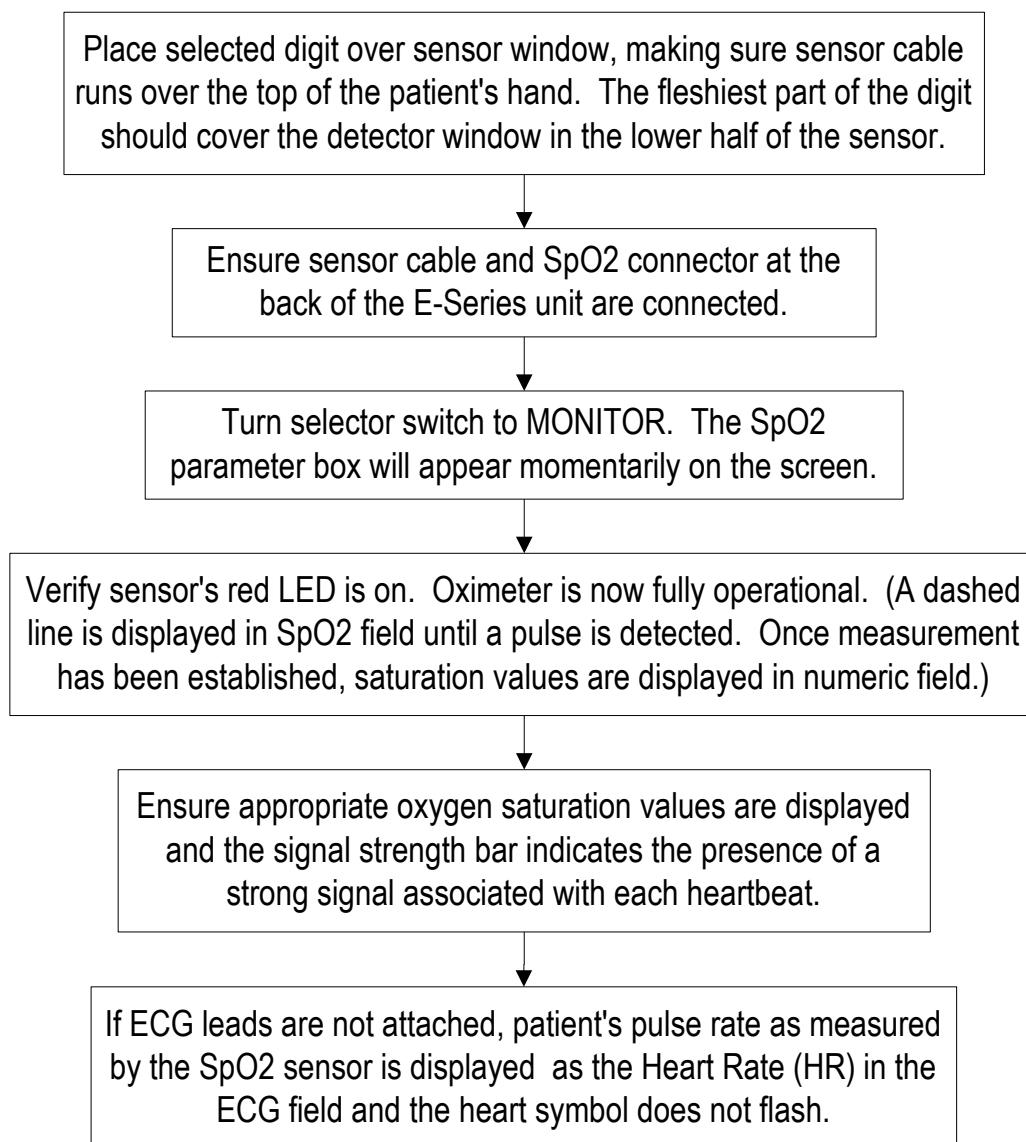 Place selected digit over sensor window, making sure sensor cable
runs over the top of the patient's hand.  The fleshiest part of the digit
should cover the detector window in the lower half of the sensor.
Ensure sensor cable and SpO2 connector at the
back of the E-Series unit are connected.
Turn selector switch to MONITOR.  The SpO2
parameter box will appear momentarily on the screen.
Verify sensor's red LED is on.  Oximeter is now fully operational.  (A dashed
line is displayed in SpO2 field until a pulse is detected.  Once measurement
has been established, saturation values are displayed in numeric field.)
Ensure appropriate oxygen saturation values are displayed
and the signal strength bar indicates the presence of a
strong signal associated with each heartbeat.
If ECG leads are not attached, patient's pulse rate as measured
by the SpO2 sensor is displayed  as the Heart Rate (HR) in the
ECG field and the heart symbol does not flash.